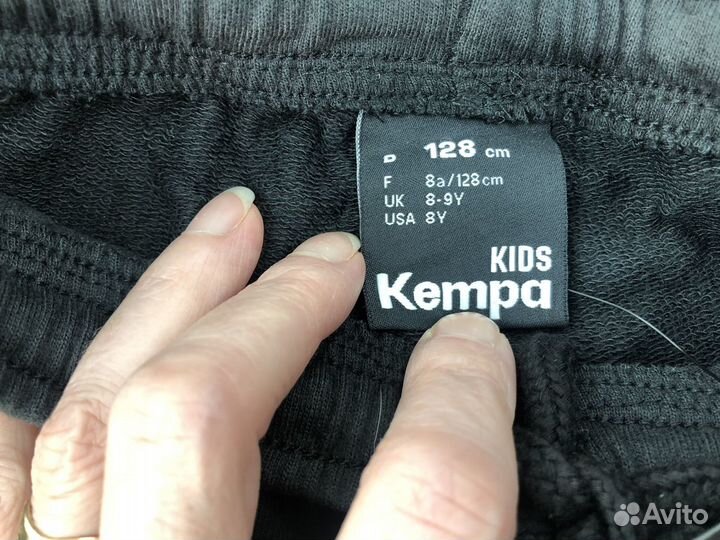 D 128 cm
F 8a/128cm
UK 8-9Y
USA 8Y
KIDS
Kempa
Avito